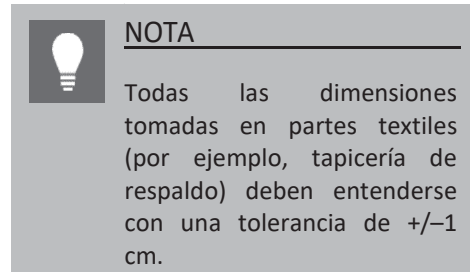 NOTA
Todas las dimensiones
tomadas en partes textiles
(por ejemplo, tapicería de
respaldo) deben entenderse
con una tolerancia de +/–1
cm.